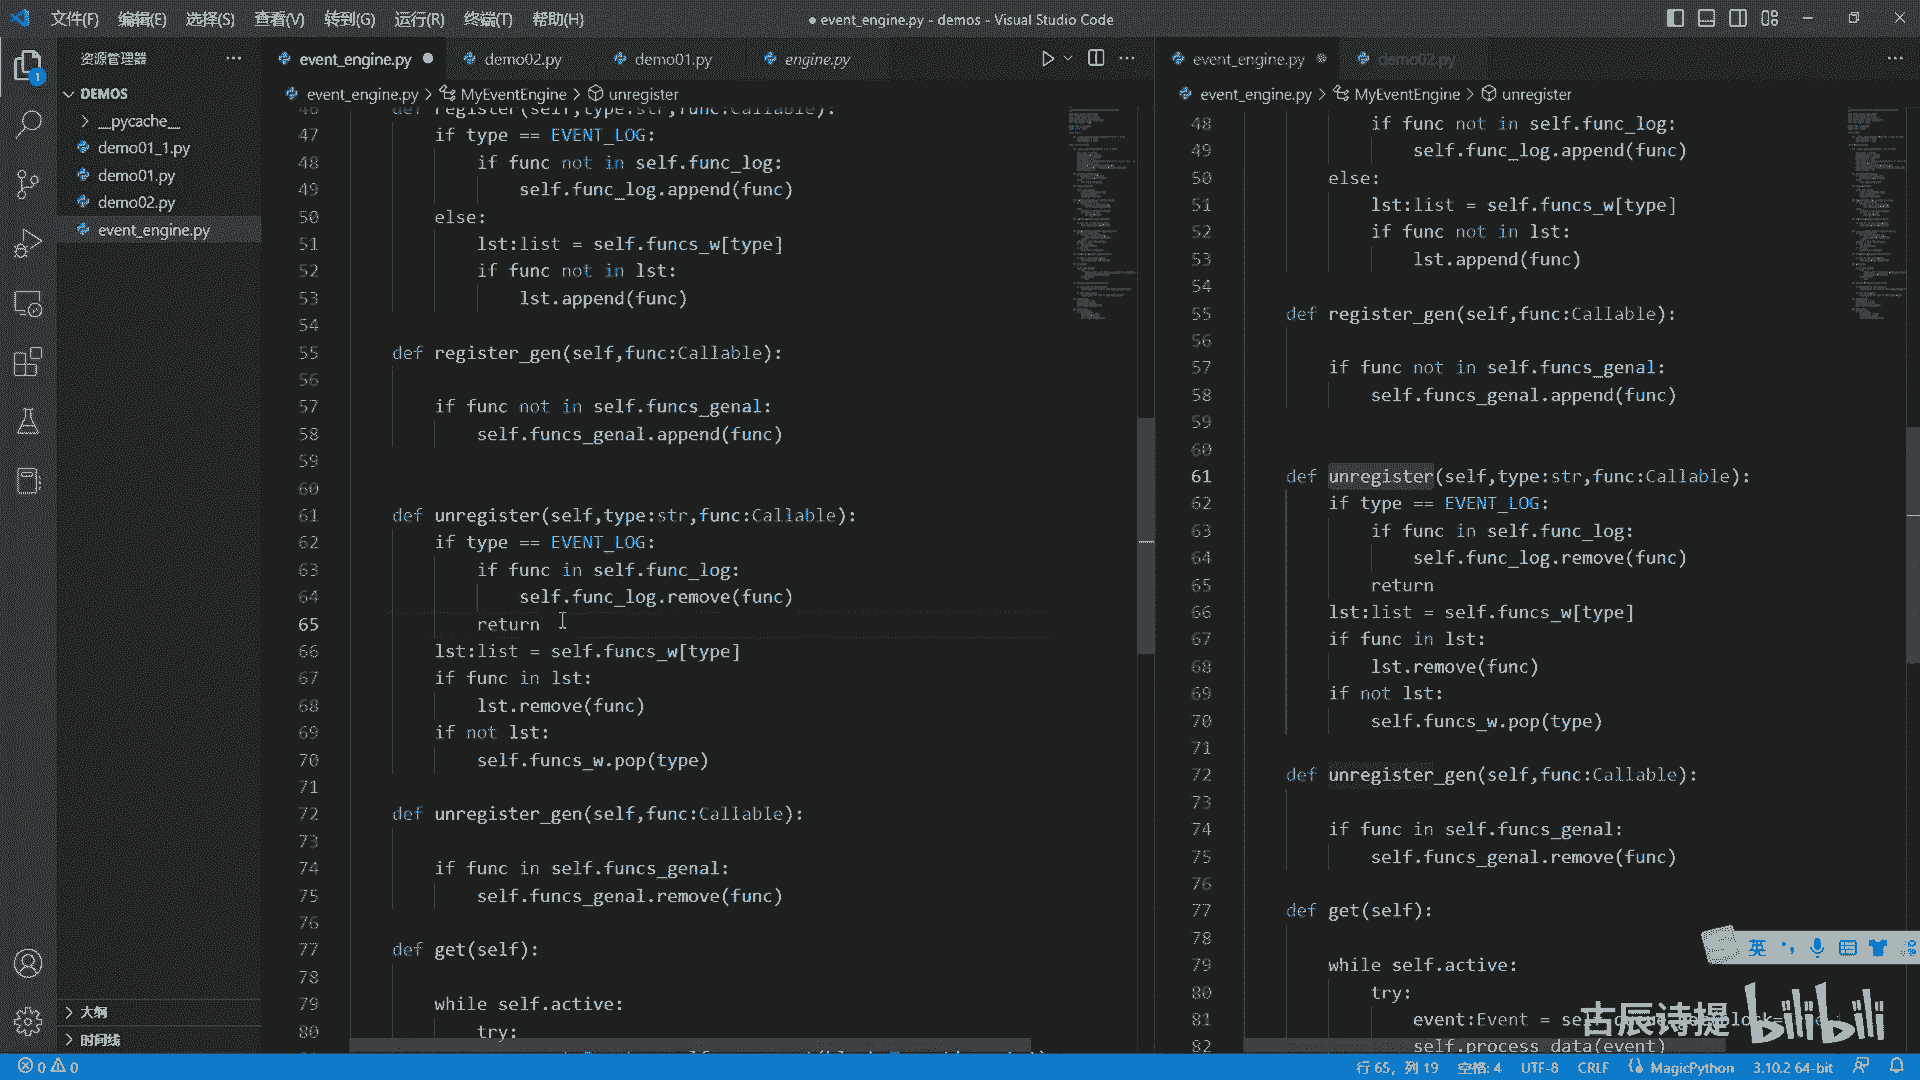 文件(F) 编辑(E) 选择(S) 查看(V) 转到(G) 运行(R) 终端(T) 帮助(H)
● event_engine.py - demos - Visual Studio Code
资源管理器
DEMOS
__pycache__
demo01_1.py
demo01.py
demo02.py
event_engine.py
大纲
时间线
event_engine.py demo02.py demo01.py engine.py
event_engine.py > MyEventEngine > unregister
46 def register(self,type:str,func:Callable):
47 if type == EVENT_LOG:
48 if func not in self.func_log:
49 self.func_log.append(func)
50 else:
51 lst:list = self.funcs_w[type]
52 if func not in lst:
53 lst.append(func)
54
55 def register_gen(self,func:Callable):
56
57 if func not in self.funcs_genal:
58 self.funcs_genal.append(func)
59
60
61 def unregister(self,type:str,func:Callable):
62 if type == EVENT_LOG:
63 if func in self.func_log:
64 self.func_log.remove(func)
65 return
66 lst:list = self.funcs_w[type]
67 if func in lst:
68 lst.remove(func)
69 if not lst:
70 self.funcs_w.pop(type)
71
72 def unregister_gen(self,func:Callable):
73
74 if func in self.funcs_genal:
75 self.funcs_genal.remove(func)
76
77 def get(self):
78
79 while self.active:
80 try:
event_engine.py demo02.py
event_engine.py > MyEventEngine > unregister
48 if func not in self.func_log:
49 self.func_log.append(func)
50 else:
51 lst:list = self.funcs_w[type]
52 if func not in lst:
53 lst.append(func)
54
55 def register_gen(self,func:Callable):
56
57 if func not in self.funcs_genal:
58 self.funcs_genal.append(func)
59
60
61 def unregister(self,type:str,func:Callable):
62 if type == EVENT_LOG:
63 if func in self.func_log:
64 self.func_log.remove(func)
65 return
66 lst:list = self.funcs_w[type]
67 if func in lst:
68 lst.remove(func)
69 if not lst:
70 self.funcs_w.pop(type)
71
72 def unregister_gen(self,func:Callable):
73
74 if func in self.funcs_genal:
75 self.funcs_genal.remove(func)
76
77 def get(self):
78
79 while self.active:
80 try:
81 event:Event =
82 self.process_data(event)
英
古辰诗提 bilibili
1
0 0
行 65，列 19 空格: 4 UTF-8 CRLF MagicPython 3.10.2 64-bit